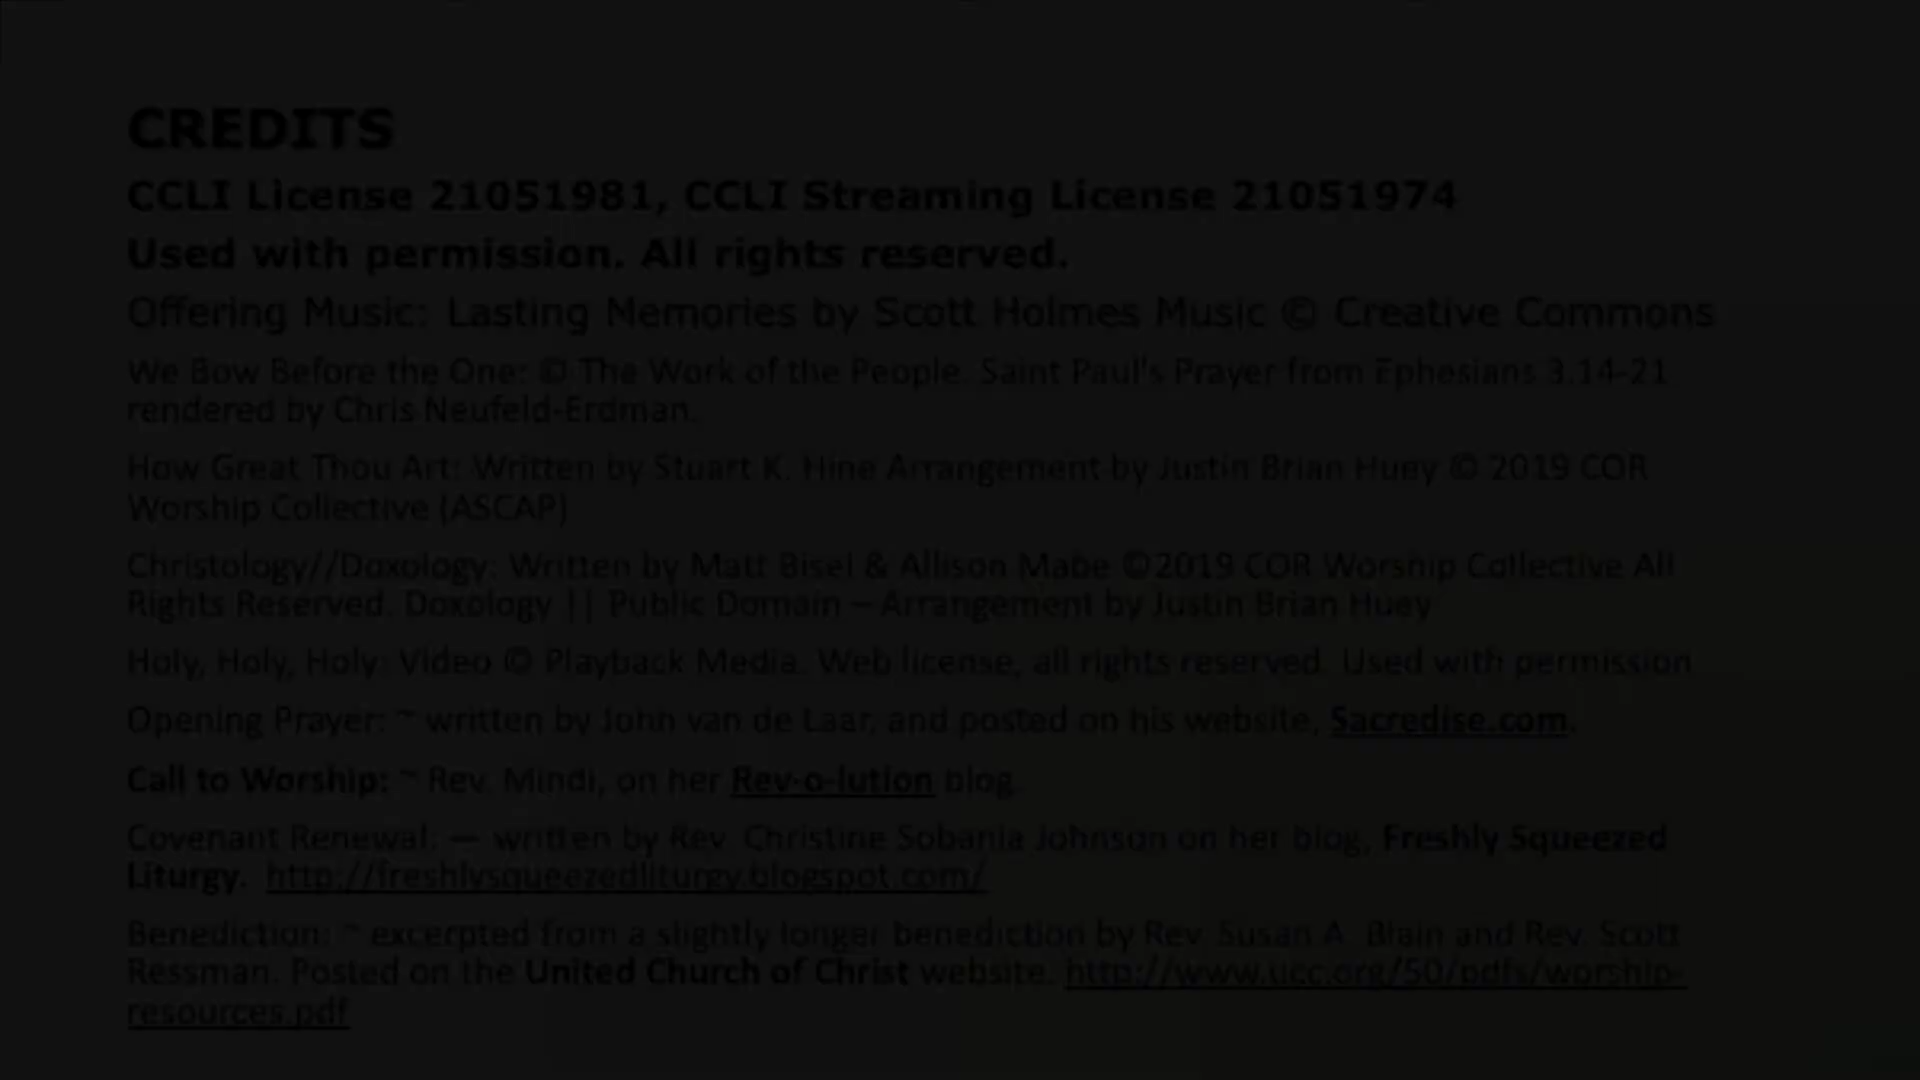 CREDITS
CCLI License 21051981, CCLI Streaming License 21051974
Used with permission. All rights reserved.
Offering Music: Lasting Memories by Scott Holmes Music © Creative Commons
We Bow Before the One: © The Work of the People. Saint Paul's Prayer from Ephesians 3.14-21
rendered by Chris Neufeld-Erdman.
How Great Thou Art: Written by Stuart K. Hine Arrangement by Justin Brian Huey © 2019 COR
Worship Collective (ASCAP)
Christology//Doxology: Written by Matt Bisel & Allison Mabe ©2019 COR Worship Collective All
Rights Reserved. Doxology || Public Domain – Arrangement by Justin Brian Huey
Holy, Holy, Holy: Video © Playback Media. Web license, all rights reserved. Used with permission
Opening Prayer: ~ written by John van de Laar, and posted on his website, Sacredise.com.
Call to Worship: ~ Rev. Mindi, on her Rev-o-lution blog.
Covenant Renewal: — written by Rev. Christine Sobania Johnson on her blog, Freshly Squeezed
Liturgy. http://freshlysqueezedliturgy.blogspot.com/
Benediction: ~ excerpted from a slightly longer benediction by Rev. Susan A. Blain and Rev. Scott
Ressman. Posted on the United Church of Christ website. http://www.ucc.org/50/pdfs/worship-
resources.pdf